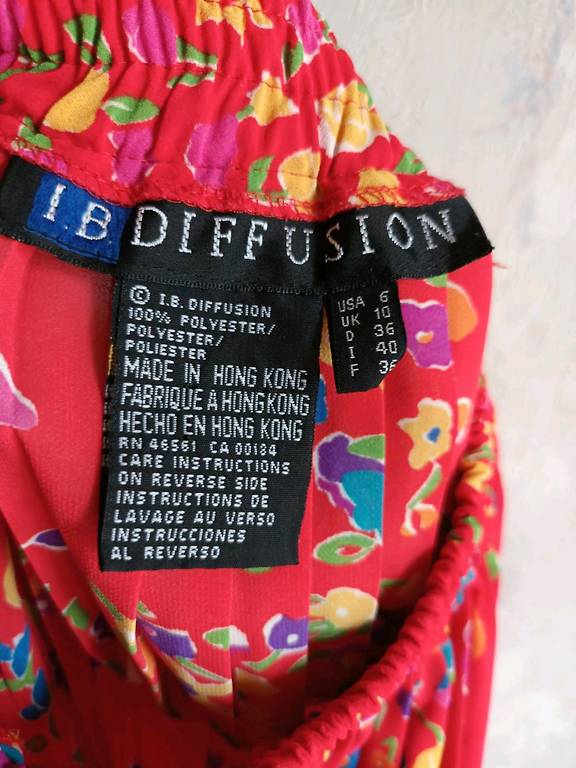 I.B. DIFFUSION
© I.B. DIFFUSION
100% POLYESTER/
POLYESTER/
POLIESTER
MADE IN HONG KONG
FABRIQUE A HONG KONG
HECHO EN HONG KONG
RN 46561 CA 00184
CARE INSTRUCTIONS
ON REVERSE SIDE
INSTRUCTIONS DE
LAVAGE AU VERSO
INSTRUCCIONES
AL REVERSO
USA 6
UK 10
D 36
I 40
F 36